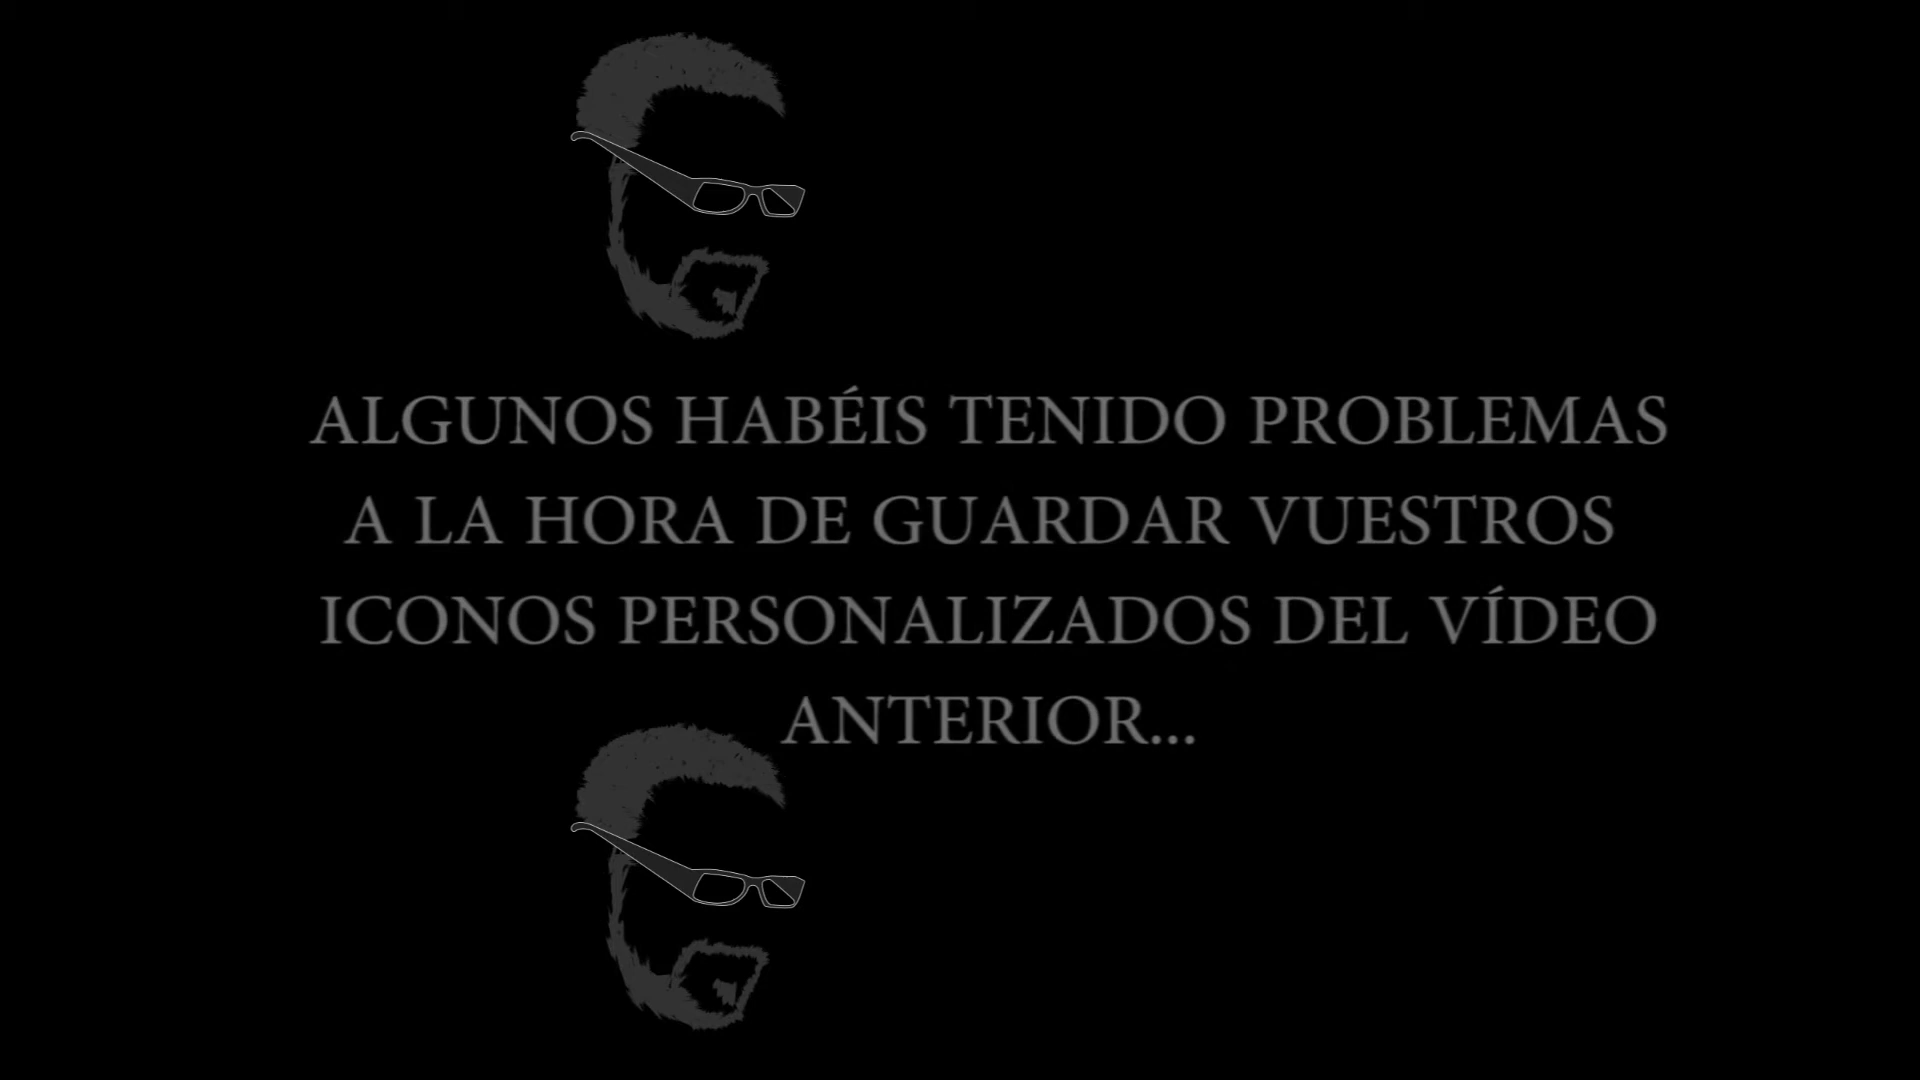 ALGUNOS HABÉIS TENIDO PROBLEMAS
A LA HORA DE GUARDAR VUESTROS
ICONOS PERSONALIZADOS DEL VÍDEO
ANTERIOR...